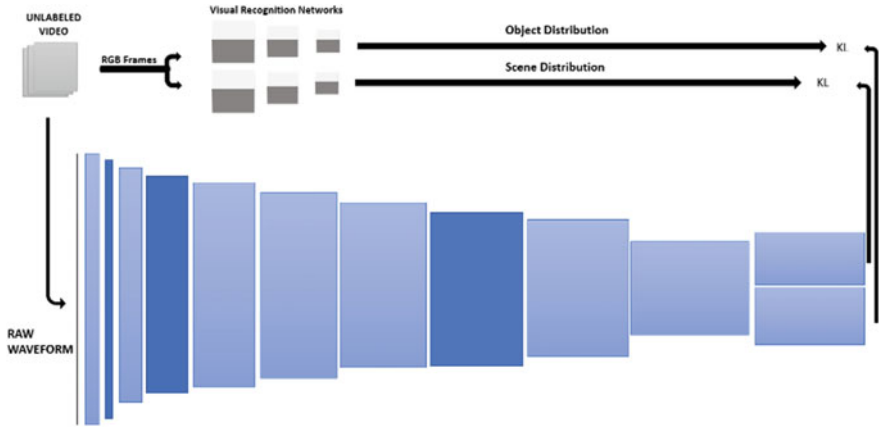 UNLABELED
VIDEO
Visual Recognition Networks
RGB Frames
Object Distribution
KL
Scene Distribution
KL
RAW
WAVEFORM